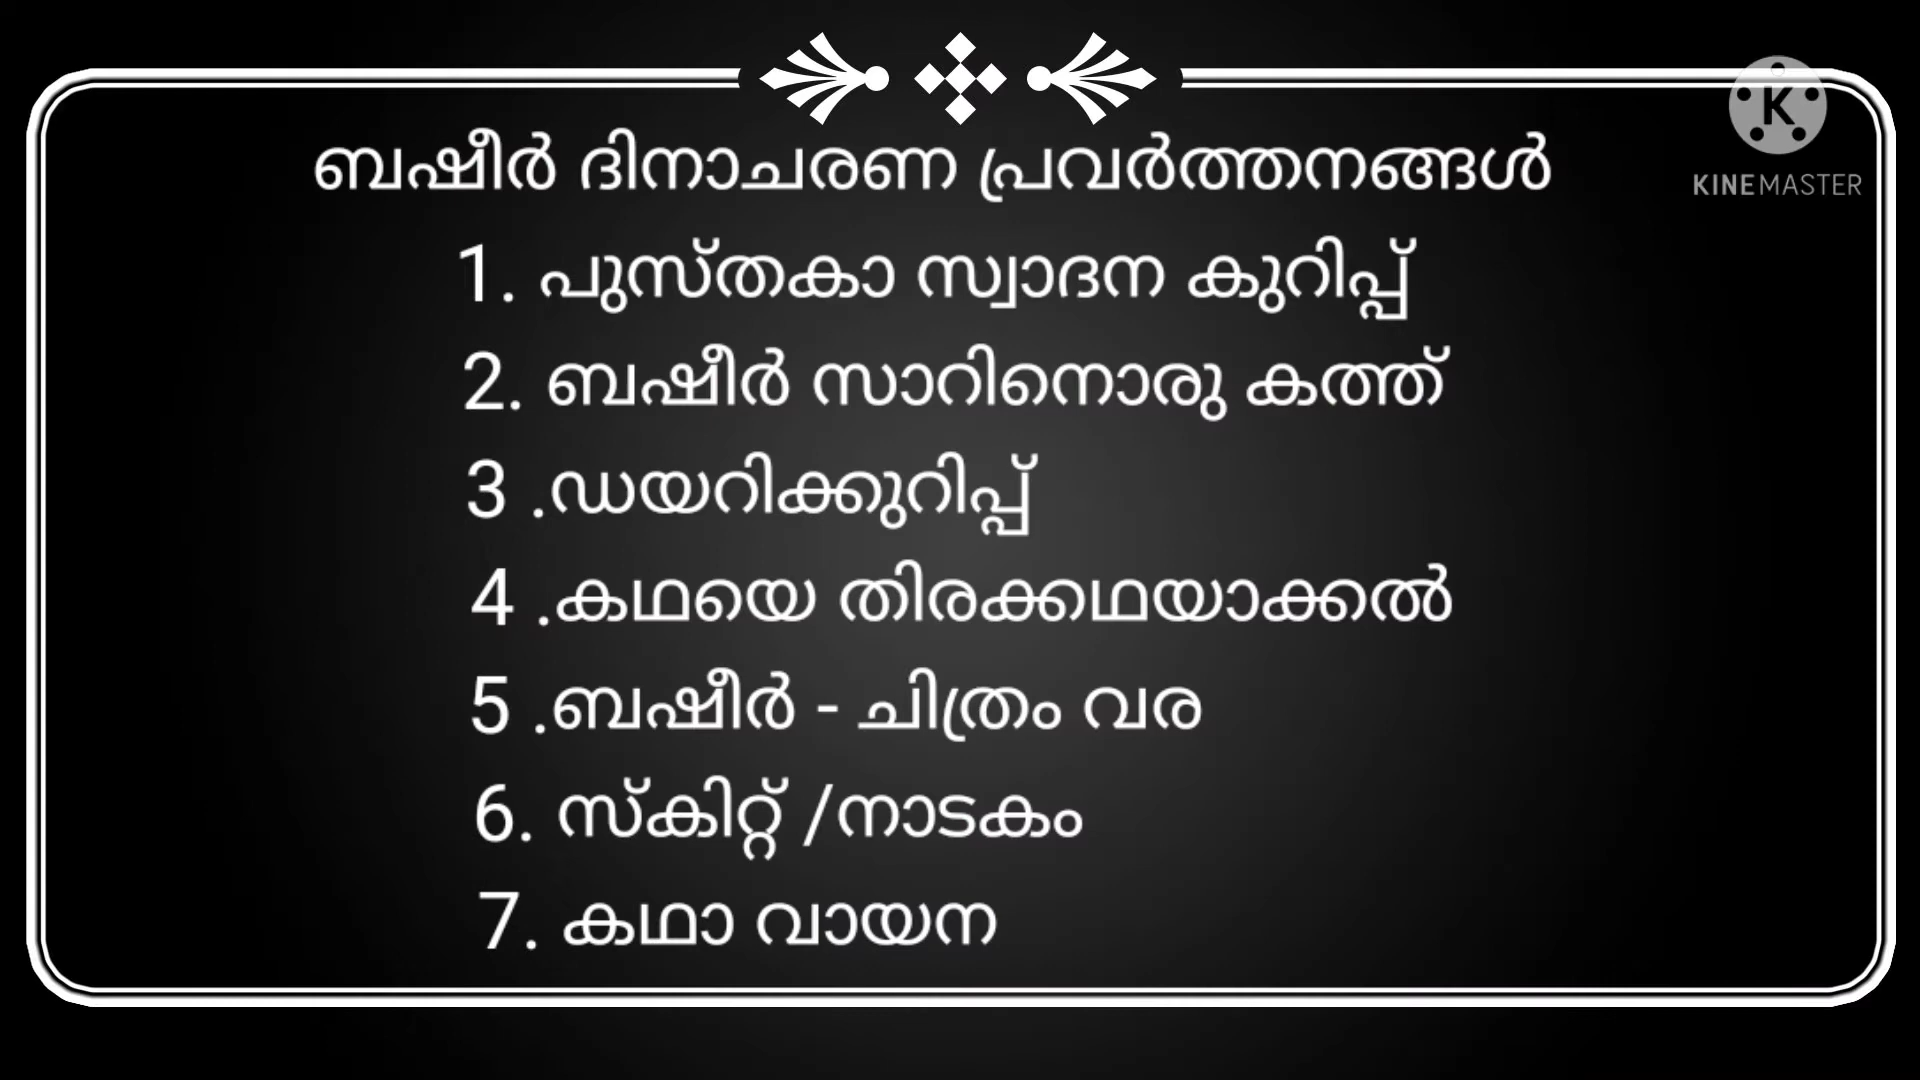 ബഷീർ ദിനാചരണ പ്രവർത്തനങ്ങൾ
1. പുസ്തകാ സ്വാദന കുറിപ്പ്
2. ബഷീർ സാറിനൊരു കത്ത്
3 .ഡയറിക്കുറിപ്പ്
4 .കഥയെ തിരക്കഥയാക്കൽ
5 .ബഷീർ - ചിത്രം വര
6. സ്കിറ്റ് /നാടകം
7. കഥാ വായന
K
KINEMASTER